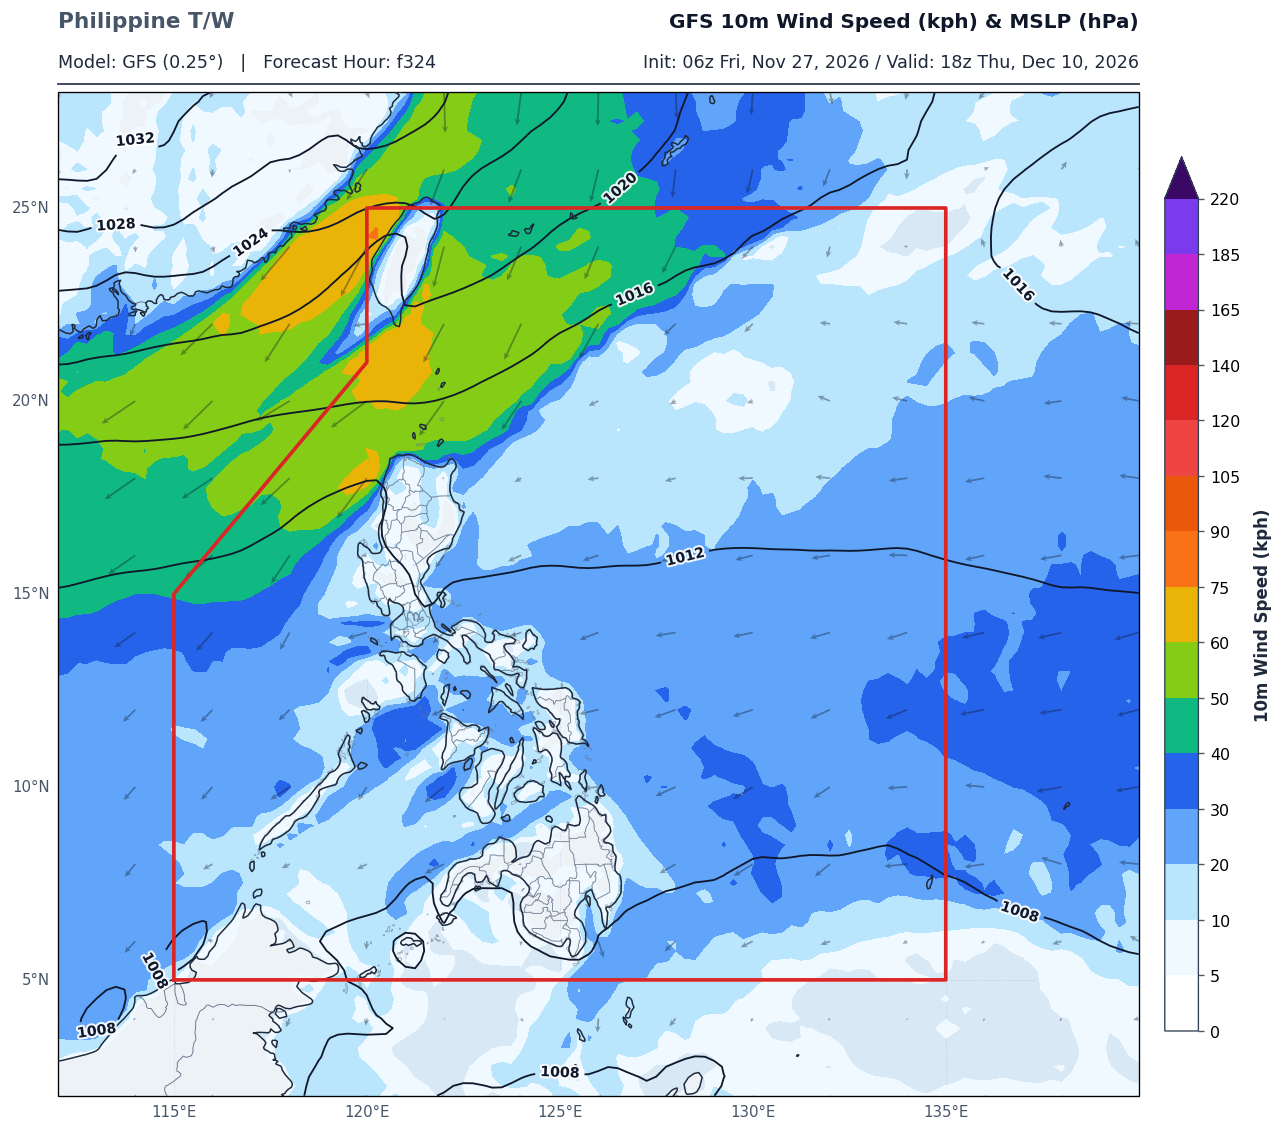 Philippine T/W
GFS 10m Wind Speed (kph) & MSLP (hPa)
Model: GFS (0.25°) | Forecast Hour: f324
Init: 06z Fri, Nov 27, 2026 / Valid: 18z Thu, Dec 10, 2026
1032
1028
1024
1020
1016
1016
1012
1008
1008
1008
1008
25°N
20°N
15°N
10°N
5°N
115°E
120°E
125°E
130°E
135°E
220
185
165
140
120
105
90
75
60
50
40
30
20
10
5
0
10m Wind Speed (kph)